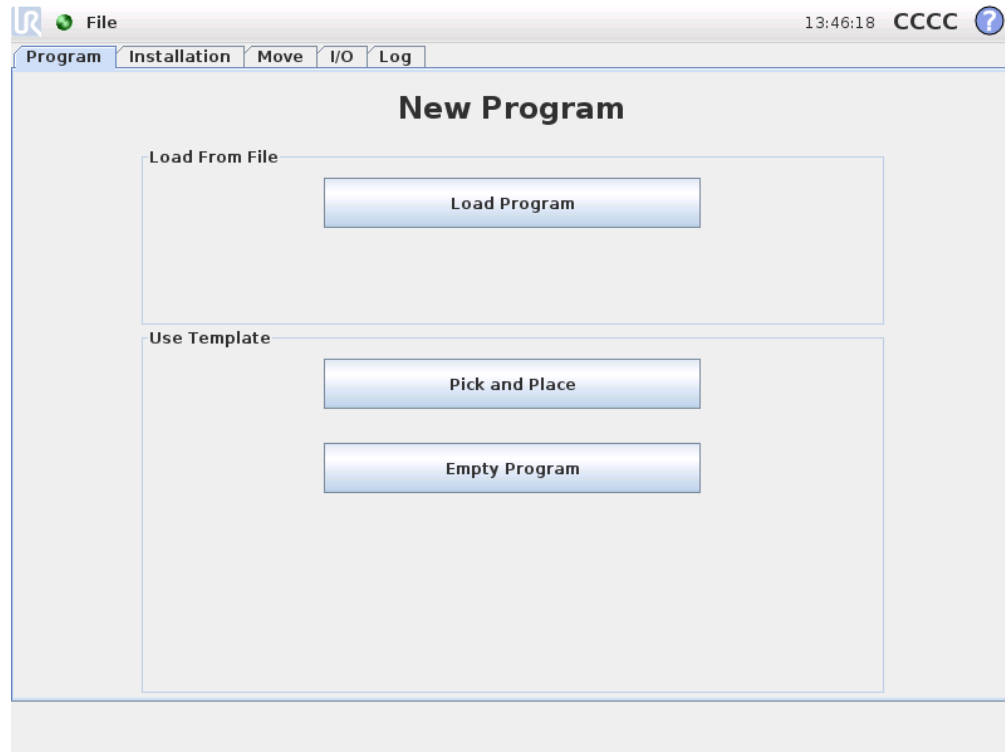 UR File 13:46:18 CCCC ?
Program Installation Move I/O Log
New Program
Load From File
Load Program
Use Template
Pick and Place
Empty Program